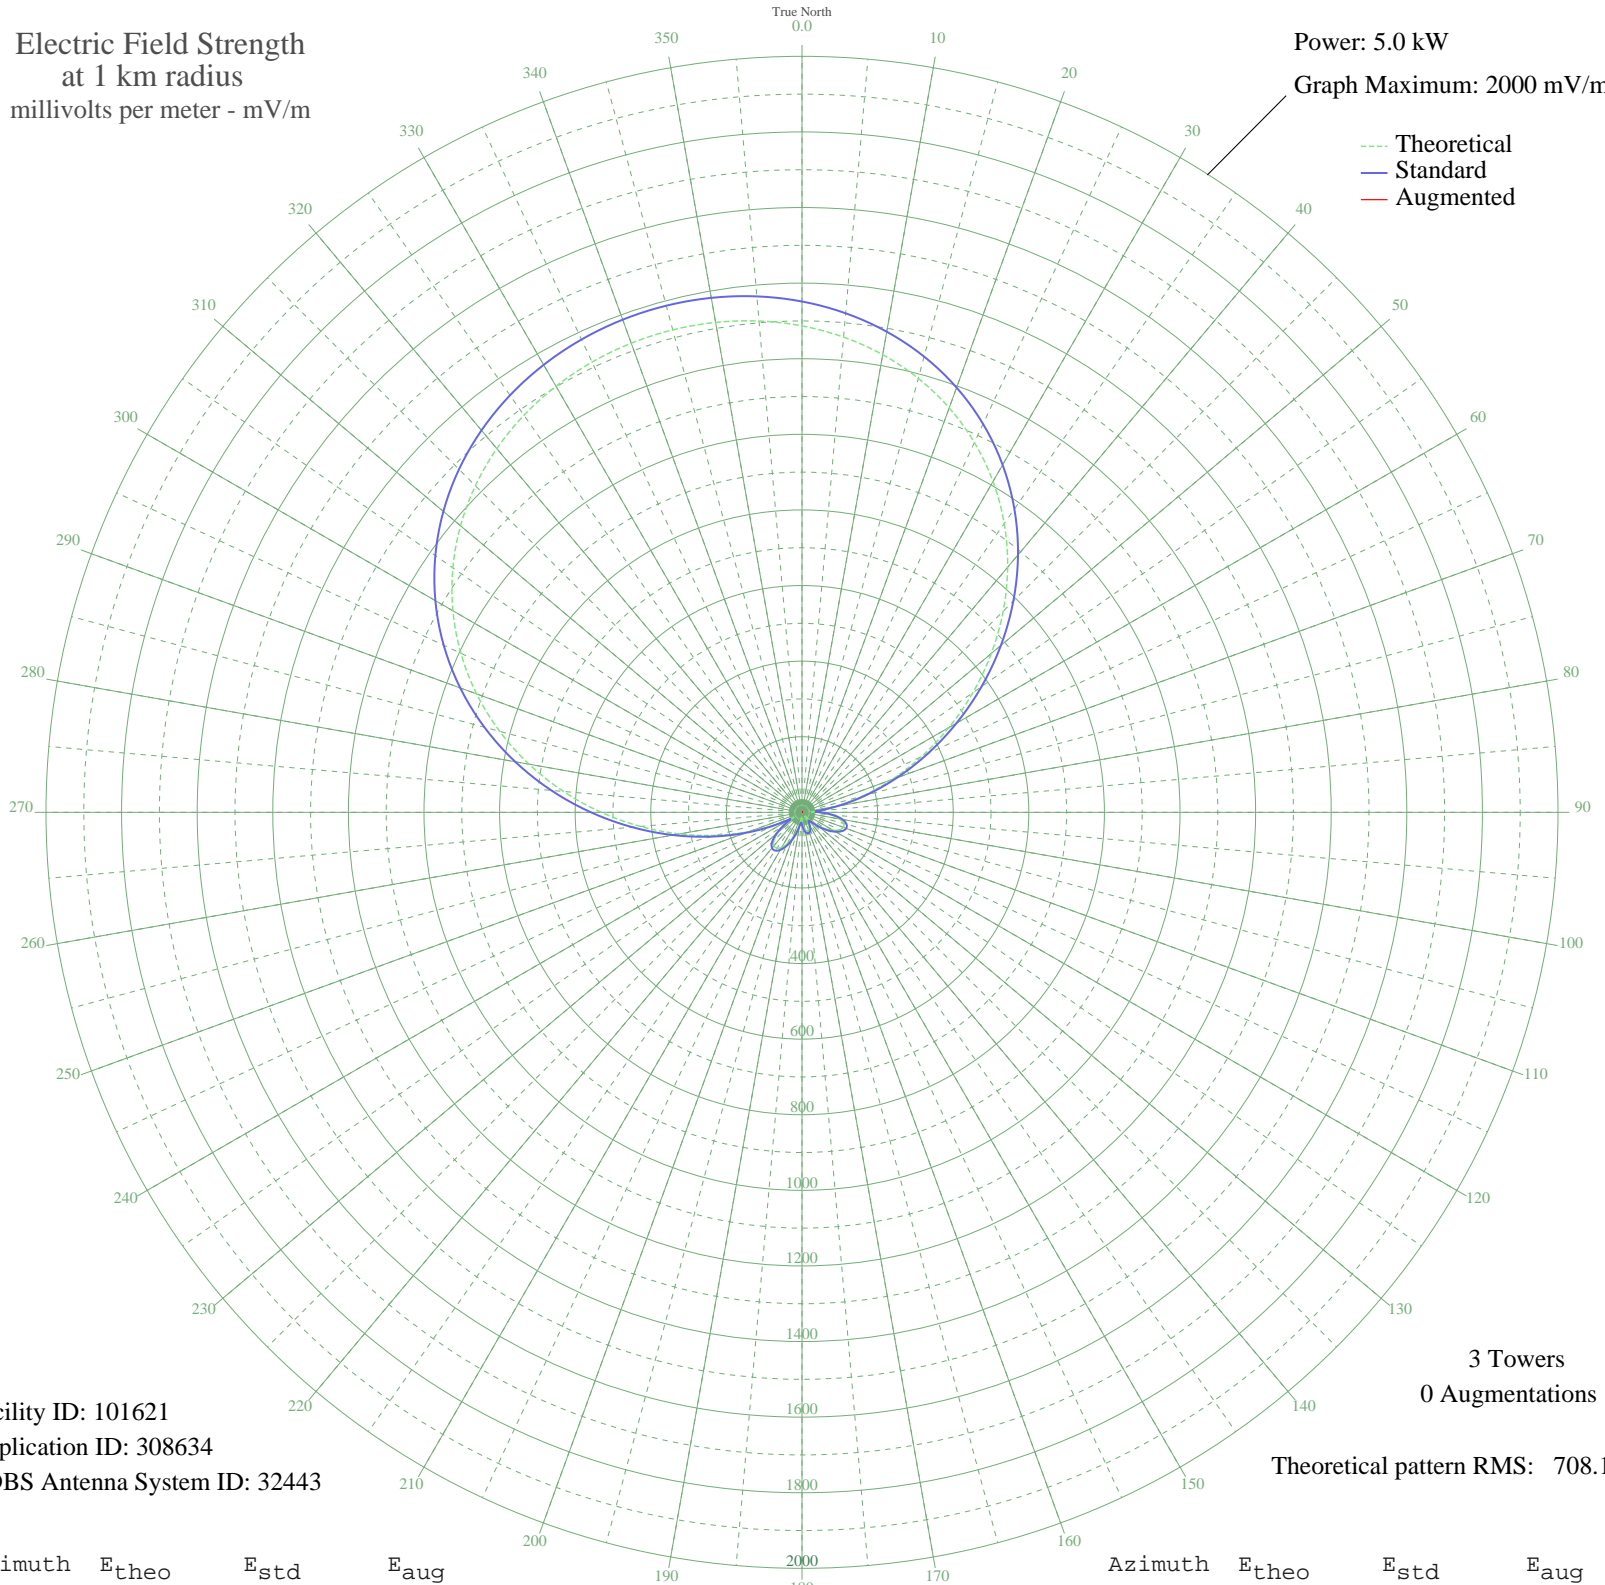 True North
0.0
Electric Field Strength
at 1 km radius
millivolts per meter - mV/m
Power: 5.0 kW
Graph Maximum: 2000 mV/m
Theoretical
Standard
Augmented
10
20
30
40
50
60
70
80
90
100
110
120
130
140
150
160
170
190
200
210
220
230
240
250
260
270
280
290
300
310
320
330
340
350
400
600
800
1000
1200
1400
1600
1800
2000
3 Towers
0 Augmentations
cility ID: 101621
plication ID: 308634
DBS Antenna System ID: 32443
Theoretical pattern RMS: 708.1
imuth Etheo Estd Eaug
Azimuth Etheo Estd Eaug